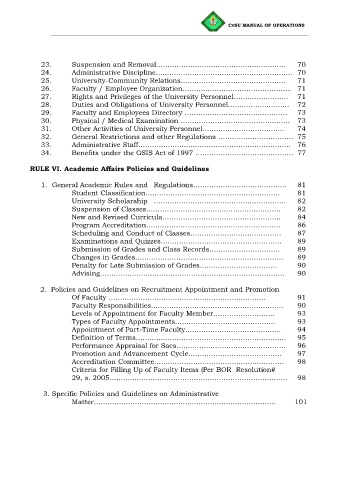 CvSU MANUAL OF OPERATIONS
23. Suspension and Removal 70
24. Administrative Discipline 70
25. University-Community Relations 71
26. Faculty / Employee Organization 71
27. Rights and Privileges of the University Personnel 71
28. Duties and Obligations of University Personnel 72
29. Faculty and Employees Directory 73
30. Physical / Medical Examination 73
31. Other Activities of University Personnel 74
32. General Restrictions and other Regulations 75
33. Administrative Staff 76
34. Benefits under the GSIS Act of 1997 77
RULE VI. Academic Affairs Policies and Guidelines
1. General Academic Rules and Regulations 81
Student Classification 81
University Scholarship 82
Suspension of Classes 82
New and Revised Curricula 84
Program Accreditation 86
Scheduling and Conduct of Classes 87
Examinations and Quizzes 89
Submission of Grades and Class Records 89
Changes in Grades 89
Penalty for Late Submission of Grades 90
Advising 90
2. Policies and Guidelines on Recruitment Appointment and Promotion
Of Faculty 91
Faculty Responsibilities 90
Levels of Appointment for Faculty Member 93
Types of Faculty Appointments 93
Appointment of Part-Time Faculty 94
Definition of Terms 95
Performance Appraisal for Sacs 96
Promotion and Advancement Cycle 97
Accreditation Committee 98
Criteria for Filling Up of Faculty Items (Per BOR Resolution#
29, s. 2005 98
3. Specific Policies and Guidelines on Administrative
Matter 101